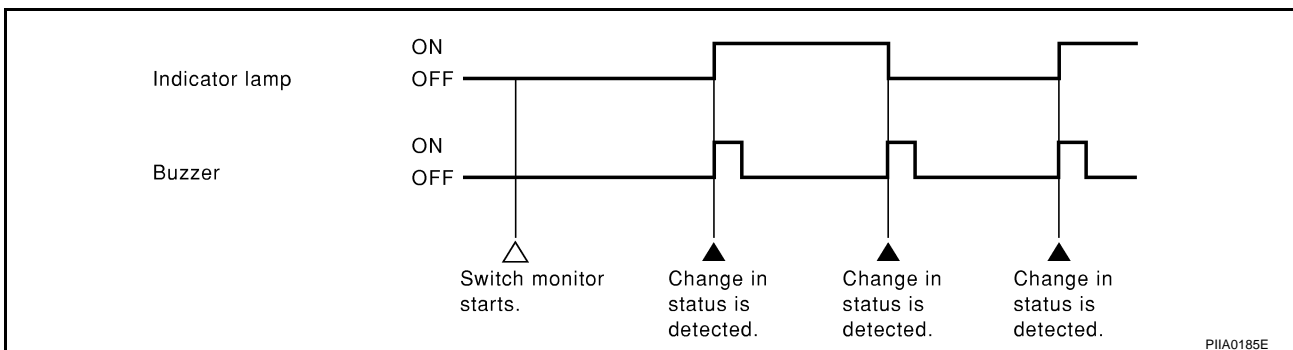 ON
Indicator lamp OFF
ON
Buzzer OFF
Switch monitor
starts.
Change in
status is
detected.
Change in
status is
detected.
Change in
status is
detected.
PIIA0185E